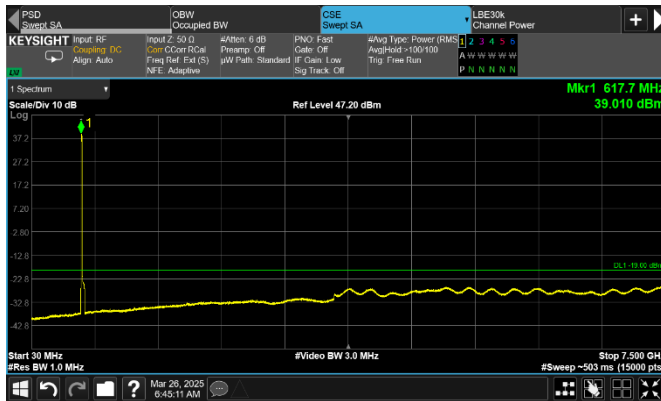 PSD
Swept SA
OBW
Occupied BW
CSE
Swept SA
LBE30k
Channel Power
KEYSIGHT
Input: RF
Coupling: DC
Align: Auto
Input Z: 50 Ω
Corr CCorr RCal
Freq Ref: Ext (S)
NFE: Adaptive
#Atten: 6 dB
Preamp: Off
µW Path: Standard
PNO: Fast
Gate: Off
IF Gain: Low
Sig Track: Off
#Avg Type: Power (RMS
Avg|Hold:>100/100
Trig: Free Run
1 2 3 4 5 6
A W W W W W
P N N N N N
1 Spectrum
Scale/Div 10 dB
Ref Level 47.20 dBm
Mkr1 617.7 MHz
39.010 dBm
Log
1
37.2
27.2
17.2
7.20
-2.80
-12.8
DL1 -19.00 dBm
-22.8
-32.8
-42.8
Start 30 MHz
#Video BW 3.0 MHz
Stop 7.500 GH
#Res BW 1.0 MHz
#Sweep ~503 ms (15000 pts
?
Mar 26, 2025
6:45:11 AM